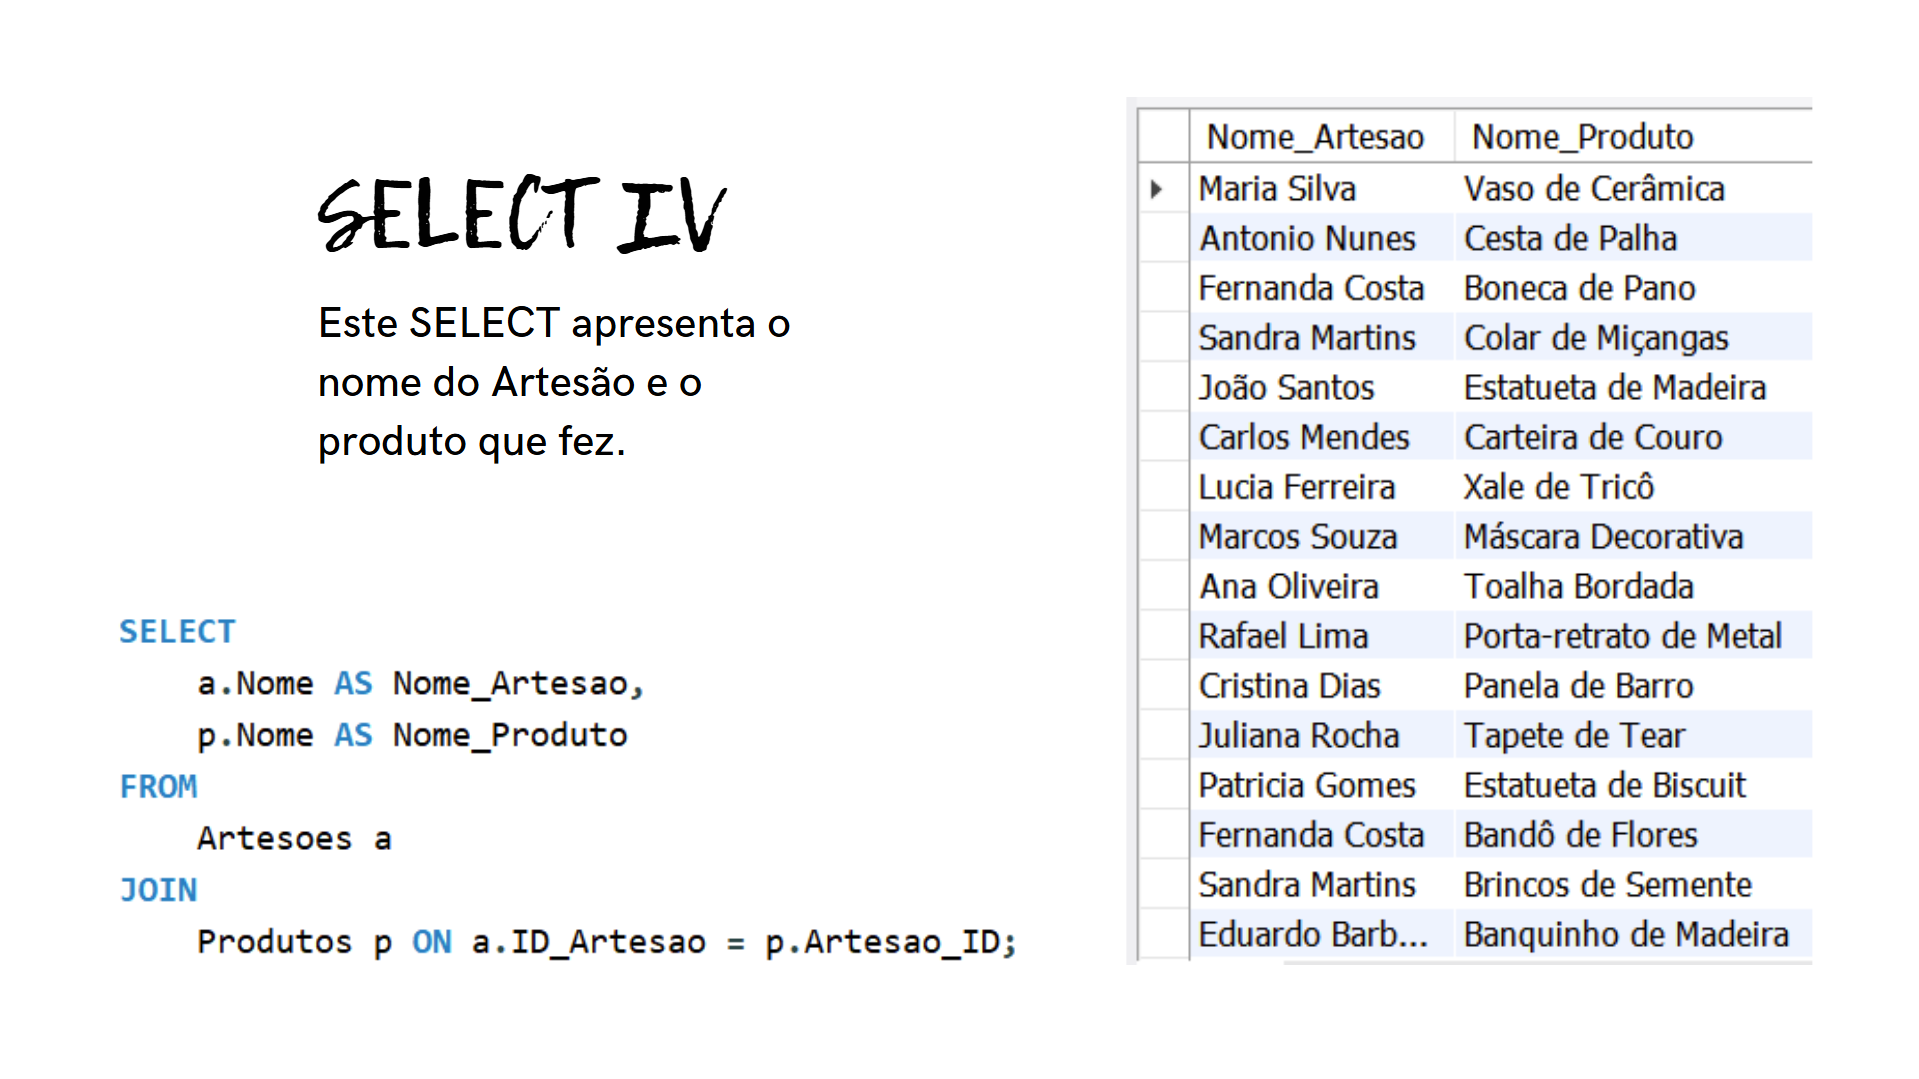 SELECT IV
Este SELECT apresenta o
nome do Artesão e o
produto que fez.
SELECT
a.Nome AS Nome_Artesao,
p.Nome AS Nome_Produto
FROM
Artesoes a
JOIN
Produtos p ON a.ID_Artesao = p.Artesao_ID;
Nome_Artesao Nome_Produto
Maria Silva Vaso de Cerâmica
Antonio Nunes Cesta de Palha
Fernanda Costa Boneca de Pano
Sandra Martins Colar de Miçangas
João Santos Estatueta de Madeira
Carlos Mendes Carteira de Couro
Lucia Ferreira Xale de Tricô
Marcos Souza Máscara Decorativa
Ana Oliveira Toalha Bordada
Rafael Lima Porta-retrato de Metal
Cristina Dias Panela de Barro
Juliana Rocha Tapete de Tear
Patricia Gomes Estatueta de Biscuit
Fernanda Costa Bandô de Flores
Sandra Martins Brincos de Semente
Eduardo Barb... Banquinho de Madeira